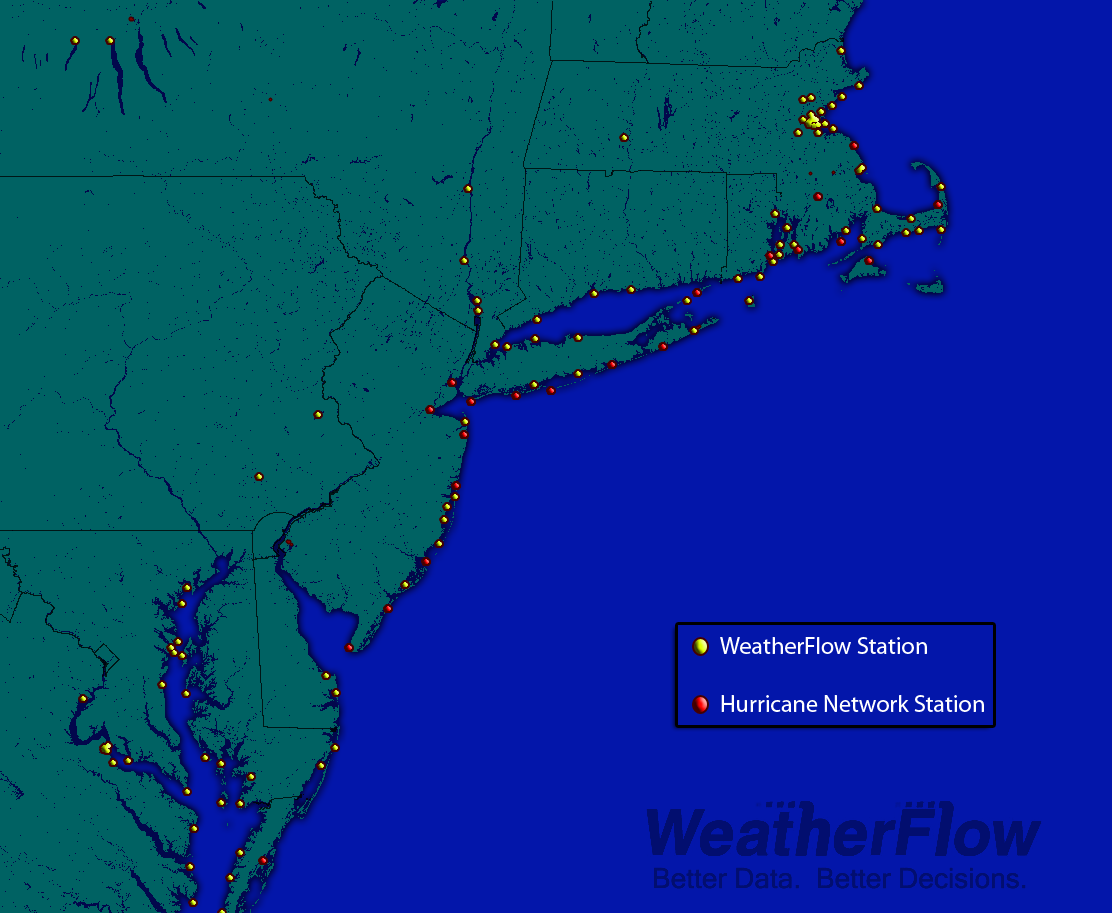 WeatherFlow Station
Hurricane Network Station
WeatherFlow
Better Data. Better Decisions.